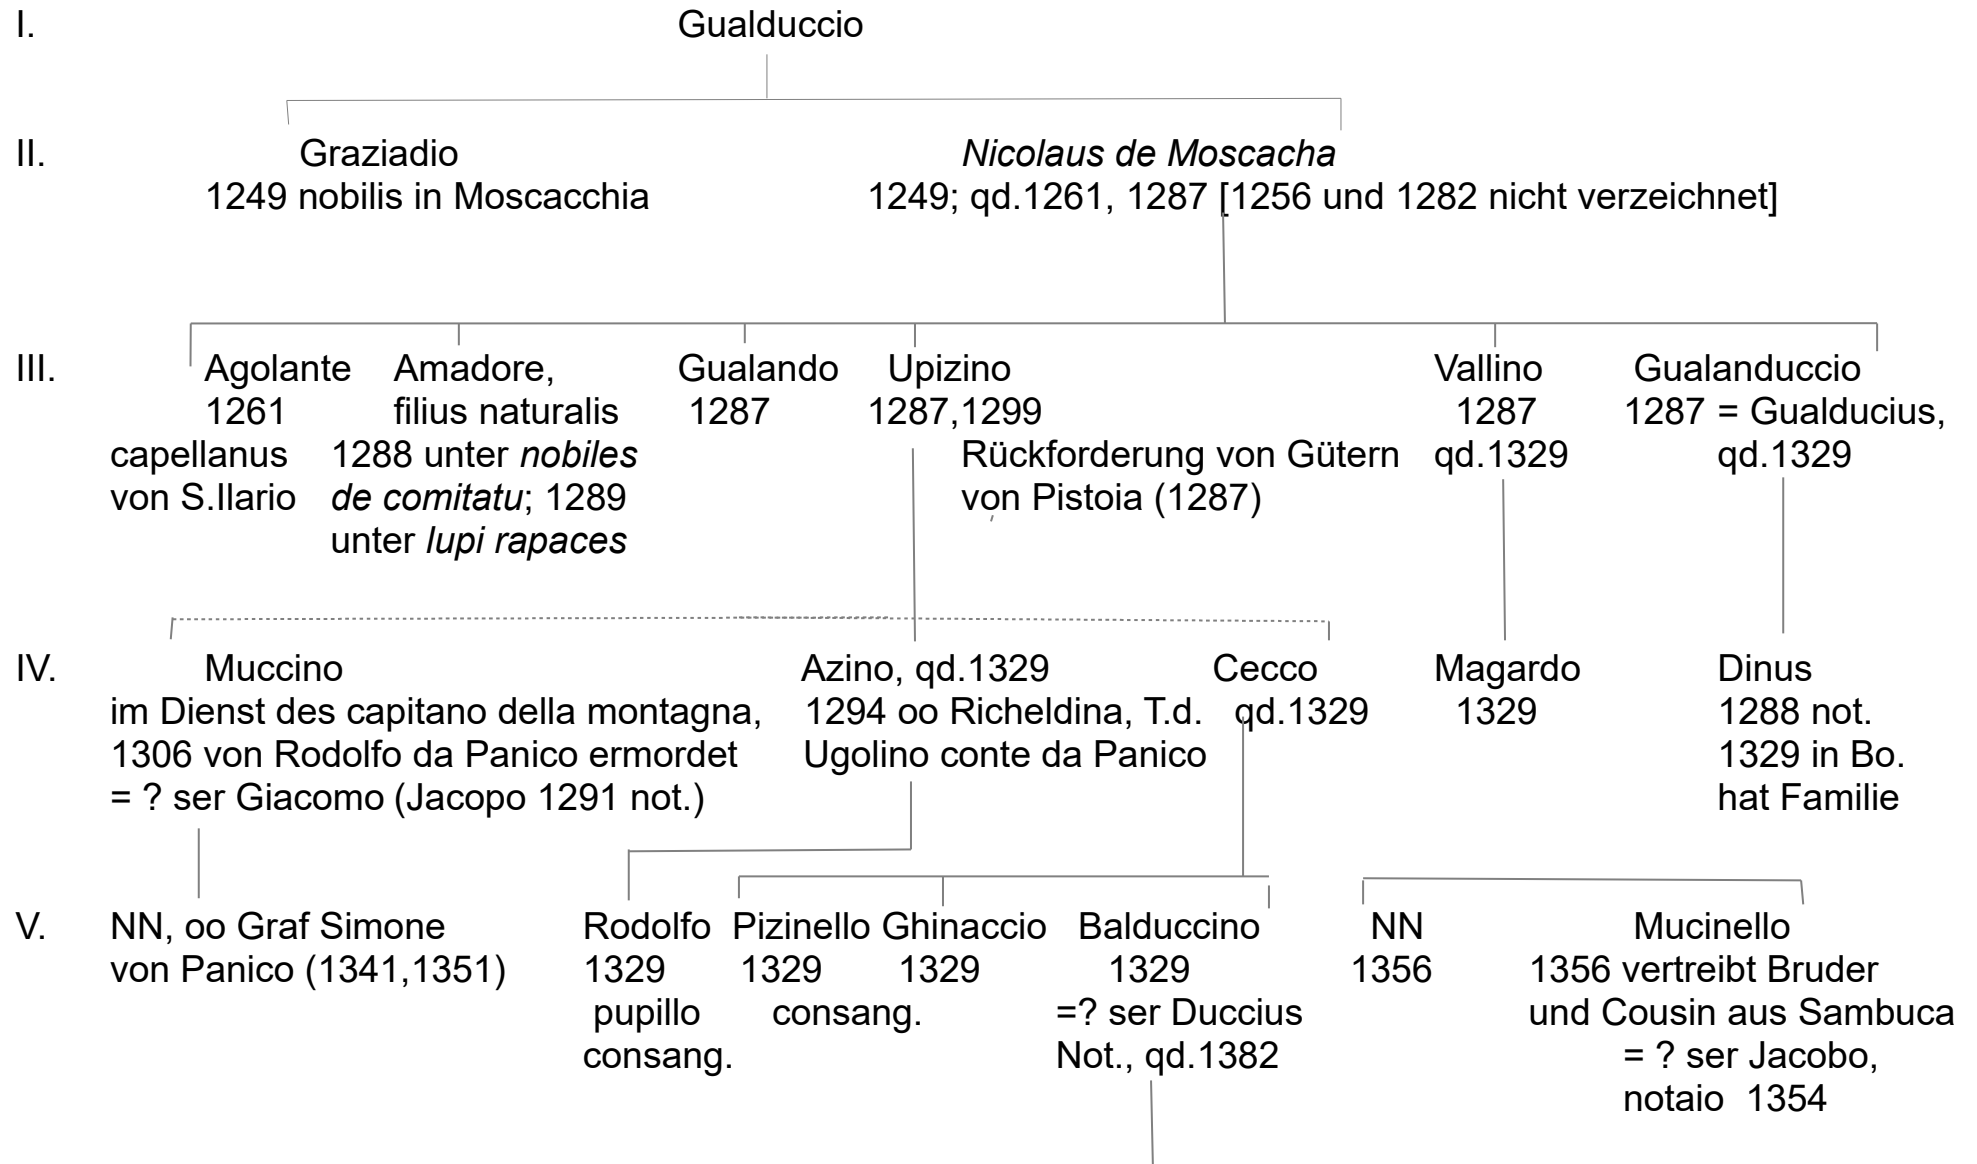 I. Gualduccio
II. Graziadio Nicolaus de Moscacha
1249 nobilis in Moscacchia 1249; qd.1261, 1287 [1256 und 1282 nicht verzeichnet]
III. Agolante Amadore, Gualando Upizino Vallino Gualanduccio
1261 filius naturalis 1287 1287,1299 1287 1287 = Gualducius,
capellanus 1288 unter nobiles Rückforderung von Gütern qd.1329 qd.1329
von S.Ilario de comitatu; 1289 von Pistoia (1287)
unter lupi rapaces
IV. Muccino Azino, qd.1329 Cecco Magardo Dinus
im Dienst des capitano della montagna, 1294 oo Richeldina, T.d. qd.1329 1329 1288 not.
1306 von Rodolfo da Panico ermordet Ugolino conte da Panico 1329 in Bo.
= ? ser Giacomo (Jacopo 1291 not.) hat Familie
V. NN, oo Graf Simone Rodolfo Pizinello Ghinaccio Balduccino NN Mucinello
von Panico (1341,1351) 1329 1329 1329 1329 1356 1356 vertreibt Bruder
pupillo consang. =? ser Duccius und Cousin aus Sambuca
consang. Not., qd.1382 = ? ser Jacobo,
notaio 1354